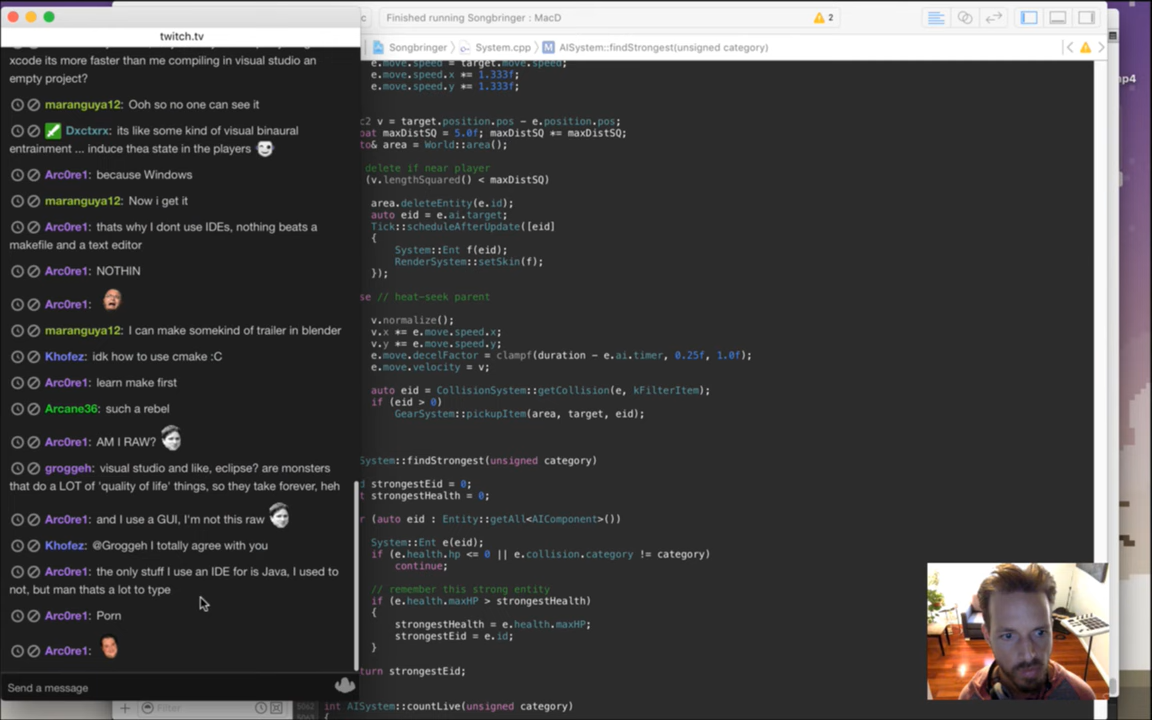 twitch.tv
xcode its more faster than me compiling in visual studio an
empty project?
maranguya12: Ooh so no one can see it
Dxctxrx: its like some kind of visual binaural
entrainment ... induce thea state in the players
Arc0re1: because Windows
maranguya12: Now i get it
Arc0re1: thats why I dont use IDEs, nothing beats a
makefile and a text editor
Arc0re1: NOTHIN
Arc0re1:
maranguya12: I can make somekind of trailer in blender
Khofez: idk how to use cmake :C
Arc0re1: learn make first
Arcane36: such a rebel
Arc0re1: AM I RAW?
groggeh: visual studio and like, eclipse? are monsters
that do a LOT of 'quality of life' things, so they take forever, heh
Arc0re1: and I use a GUI, I'm not this raw
Khofez: @Groggeh I totally agree with you
Arc0re1: the only stuff I use an IDE for is Java, I used to
not, but man thats a lot to type
Arc0re1: Porn
Arc0re1:
Send a message
Filter
Finished running Songbringer : MacD
2
Songbringer
System.cpp
M
AISystem::findStrongest(unsigned category)
e.move.speed = target.move.speed;
e.move.speed.x *= 1.333f;
e.move.speed.y *= 1.333f;
c2 v = target.position.pos - e.position.pos;
oat maxDistSQ = 5.0f; maxDistSQ *= maxDistSQ;
to& area = World::area();
delete if near player
(v.lengthSquared() < maxDistSQ)
area.deleteEntity(e.id);
auto eid = e.ai.target;
Tick::scheduleAfterUpdate([eid]
{
System::Ent f(eid);
RenderSystem::setSkin(f);
});
se // heat-seek parent
v.normalize();
v.x *= e.move.speed.x;
v.y *= e.move.speed.y;
e.move.decelFactor = clampf(duration - e.ai.timer, 0.25f, 1.0f);
e.move.velocity = v;
auto eid = CollisionSystem::getCollision(e, kFilterItem);
if (eid > 0)
GearSystem::pickupItem(area, target, eid);
System::findStrongest(unsigned category)
d strongestEid = 0;
t strongestHealth = 0;
r (auto eid : Entity::getAll<AIComponent>())
System::Ent e(eid);
if (e.health.hp <= 0 || e.collision.category != category)
continue;
// remember this strong entity
if (e.health.maxHP > strongestHealth)
{
strongestHealth = e.health.maxHP;
strongestEid = e.id;
}
turn strongestEid;
5062
int AISystem::countLive(unsigned category)
5063
{
mp4